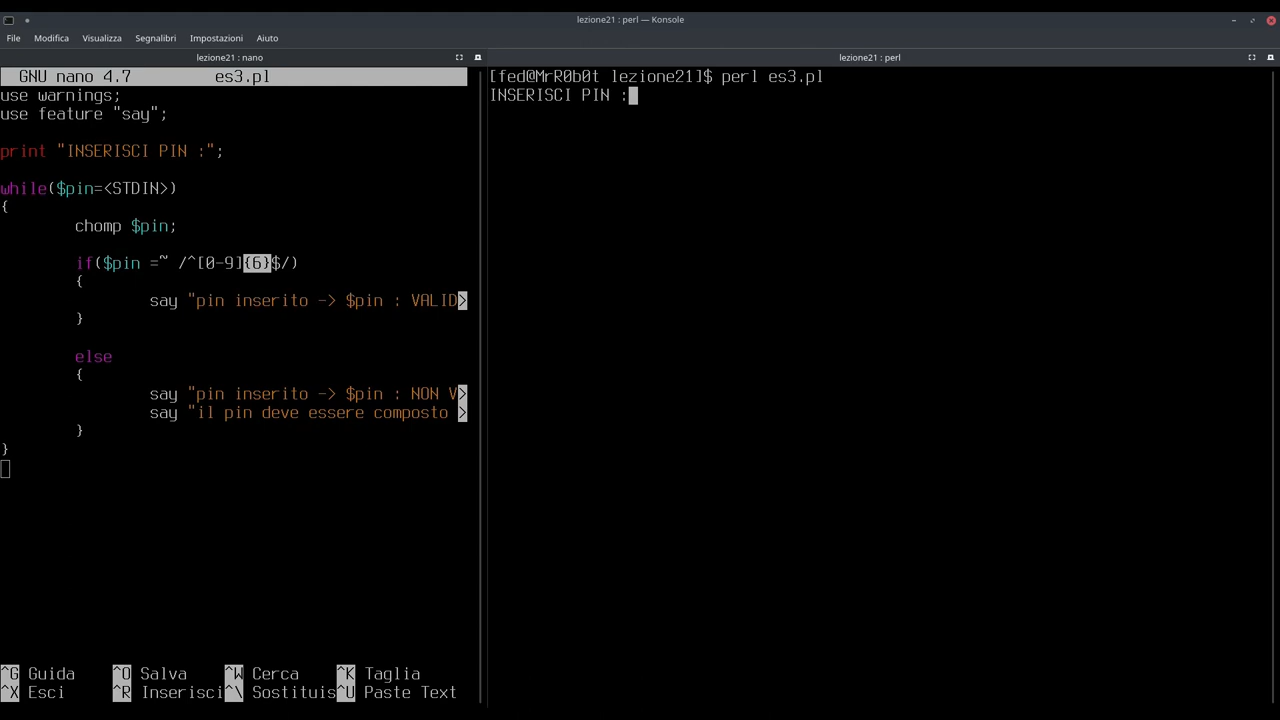 lezione21 : perl — Konsole
File Modifica Visualizza Segnalibri Impostazioni Aiuto
lezione21 : nano
GNU nano 4.7 es3.pl
use warnings;
use feature "say";
print "INSERISCI PIN :";
while($pin=<STDIN>)
{
chomp $pin;
if($pin =~ /^[0-9]{6}$/)
{
say "pin inserito -> $pin : VALID>
}
else
{
say "pin inserito -> $pin : NON V>
say "il pin deve essere composto >
}
}
^G Guida ^O Salva ^W Cerca ^K Taglia
^X Esci ^R Inserisci^\ Sostituis^U Paste Text
lezione21 : perl
[fed@MrR0b0t lezione21]$ perl es3.pl
INSERISCI PIN :